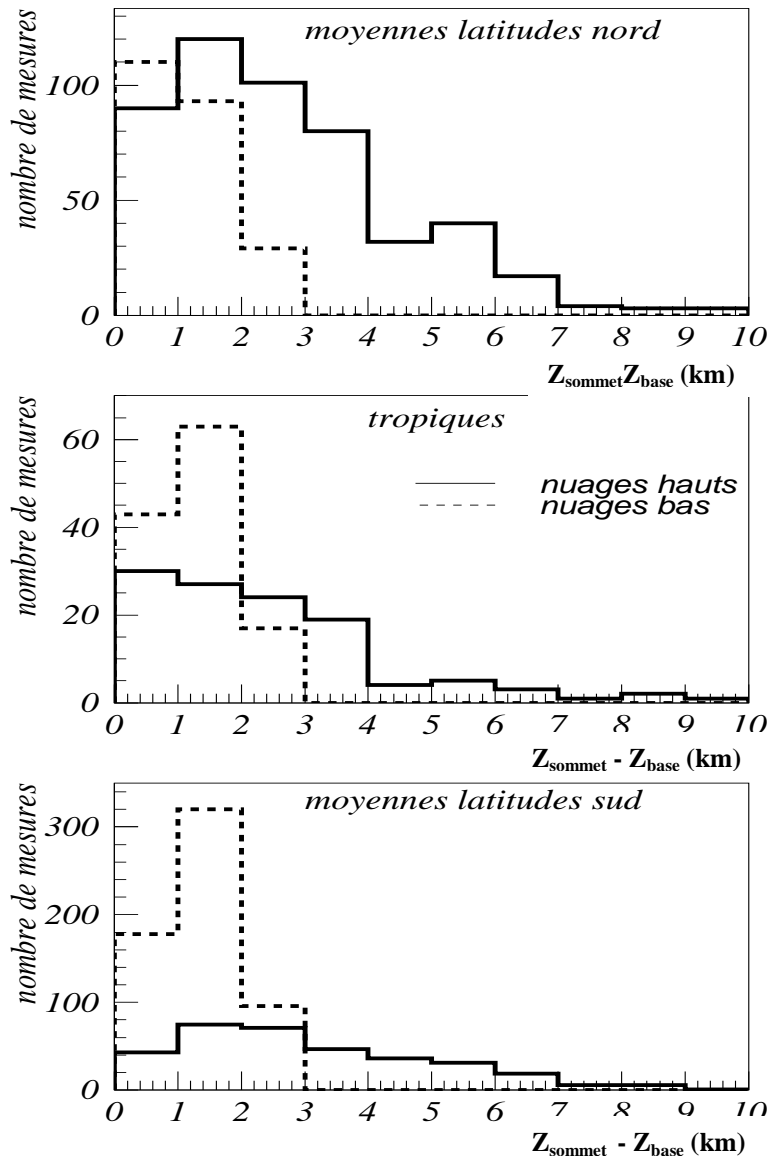 moyennes latitudes nord
nombre de mesures
100
50
0
0 1 2 3 4 5 6 7 8 9 10
ZsommetZbase (km)
tropiques
nombre de mesures
60
40
20
0
nuages hauts
nuages bas
0 1 2 3 4 5 6 7 8 9 10
Zsommet - Zbase (km)
moyennes latitudes sud
nombre de mesures
300
200
100
0
0 1 2 3 4 5 6 7 8 9 10
Zsommet - Zbase (km)